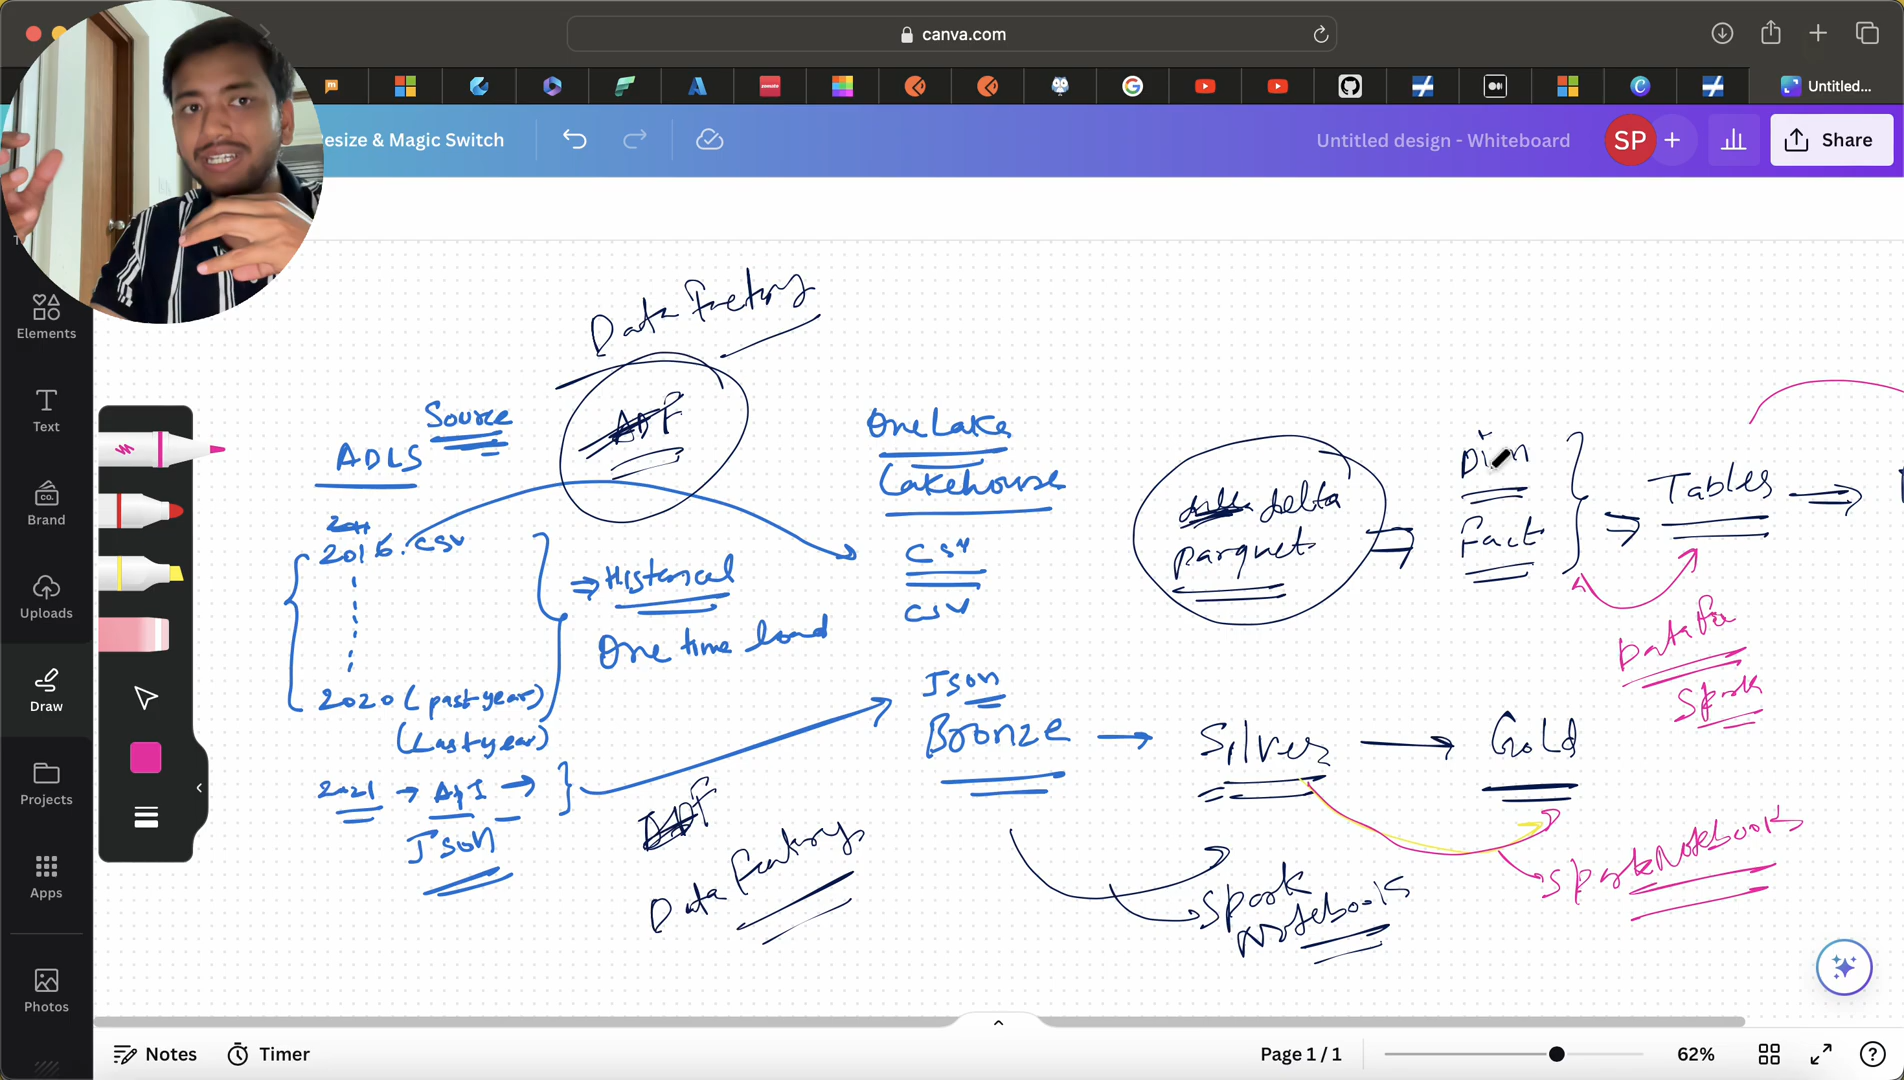 canva.com
Untitled...
esize & Magic Switch
Untitled design - Whiteboard
SP
Share
Elements
Text
Brand
Uploads
Draw
Projects
Apps
Photos
Data Factory
Source
ADLS
ADF
OneLake
Lakehouse
2016.csv
2020 (past year)
(Last year)
2021 → API →
Json
⇒ Historical
One time load
CSV
CSV
Json
Bronze → Silver → Gold
ADF
Data Factory
delta
parquet ⇒
Dim
Fact
⇒ Tables ⇒
Spark
Spark
Notebooks
Spark Notebooks
Notes
Timer
Page 1 / 1
62%